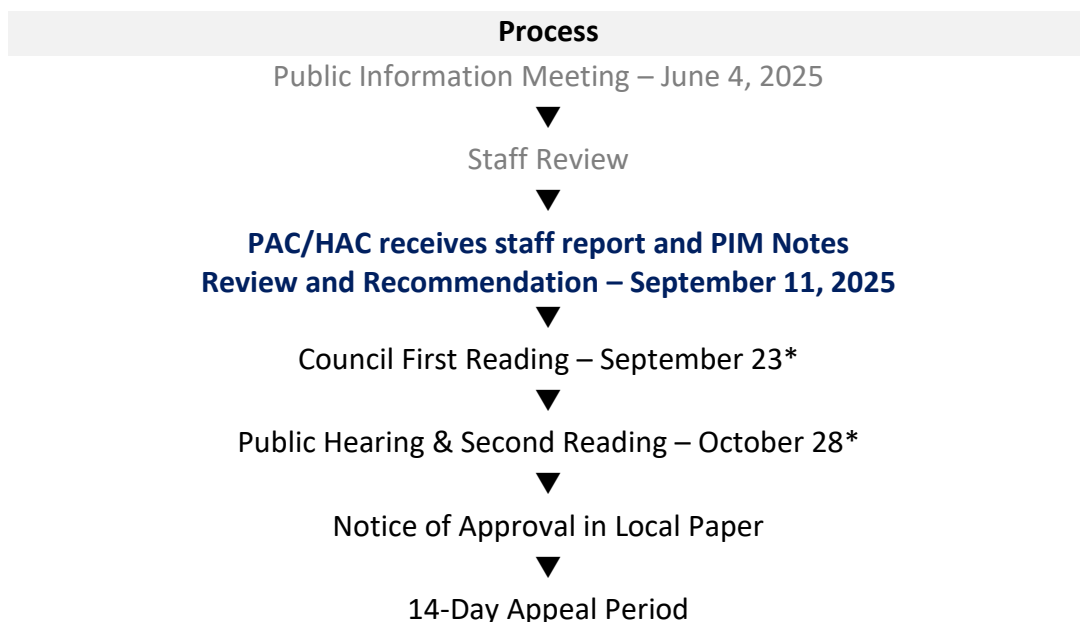 Process
Public Information Meeting – June 4, 2025
Staff Review
PAC/HAC receives staff report and PIM Notes
Review and Recommendation – September 11, 2025
Council First Reading – September 23*
Public Hearing & Second Reading – October 28*
Notice of Approval in Local Paper
14-Day Appeal Period